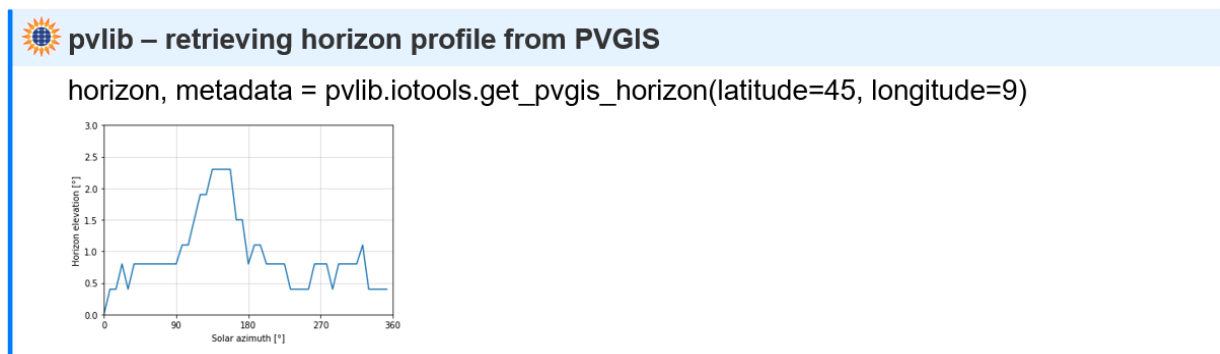 pvlib – retrieving horizon profile from PVGIS
horizon, metadata = pvlib.iotools.get_pvgis_horizon(latitude=45, longitude=9)
3.0
2.5
2.0
1.5
1.0
0.5
0.0
Horizon elevation [°]
0 90 180 270 360
Solar azimuth [°]